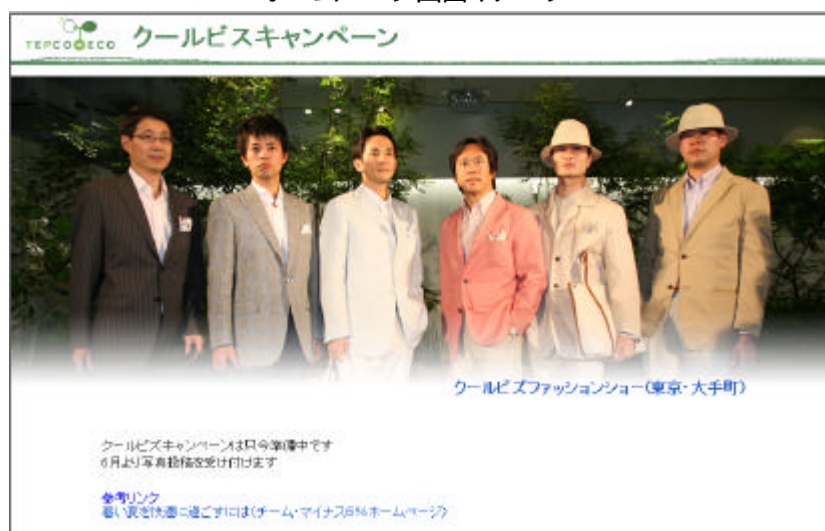 TEPCO ECO クールビズキャンペーン
クールビズファッションショー(東京・大手町)
クールビズキャンペーンは只今準備中です
6月より写真投稿を受け付けます
参考リンク
暑い夏を快適に過ごすには(チーム・マイナス6%ホームページ)